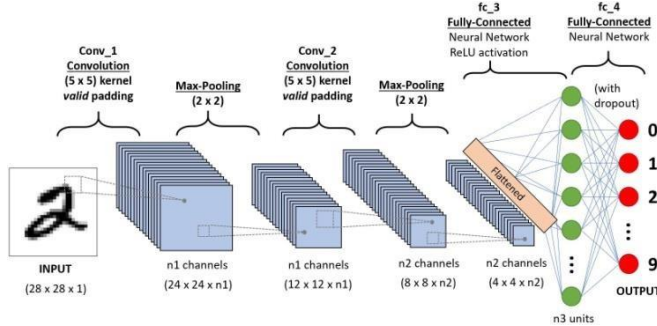 Conv_1
Convolution
(5 x 5) kernel
valid padding
Max-Pooling
(2 x 2)
Conv_2
Convolution
(5 x 5) kernel
valid padding
Max-Pooling
(2 x 2)
fc_3
Fully-Connected
Neural Network
ReLU activation
fc_4
Fully-Connected
Neural Network
(with
dropout)
2
Flattened
0
1
2
9
INPUT
(28 x 28 x 1)
n1 channels
(24 x 24 x n1)
n1 channels
(12 x 12 x n1)
n2 channels
(8 x 8 x n2)
n2 channels
(4 x 4 x n2)
n3 units
OUTPUT